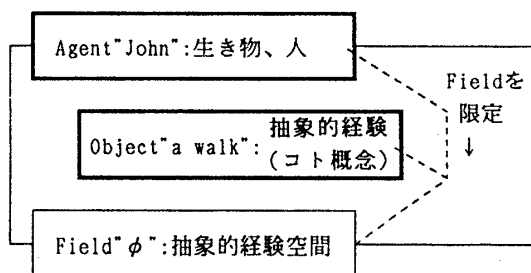 Agent"John":生き物、人
Fieldを
限定
↓
抽象的経験
Object"a walk":
(コト概念)
Field"φ":抽象的経験空間